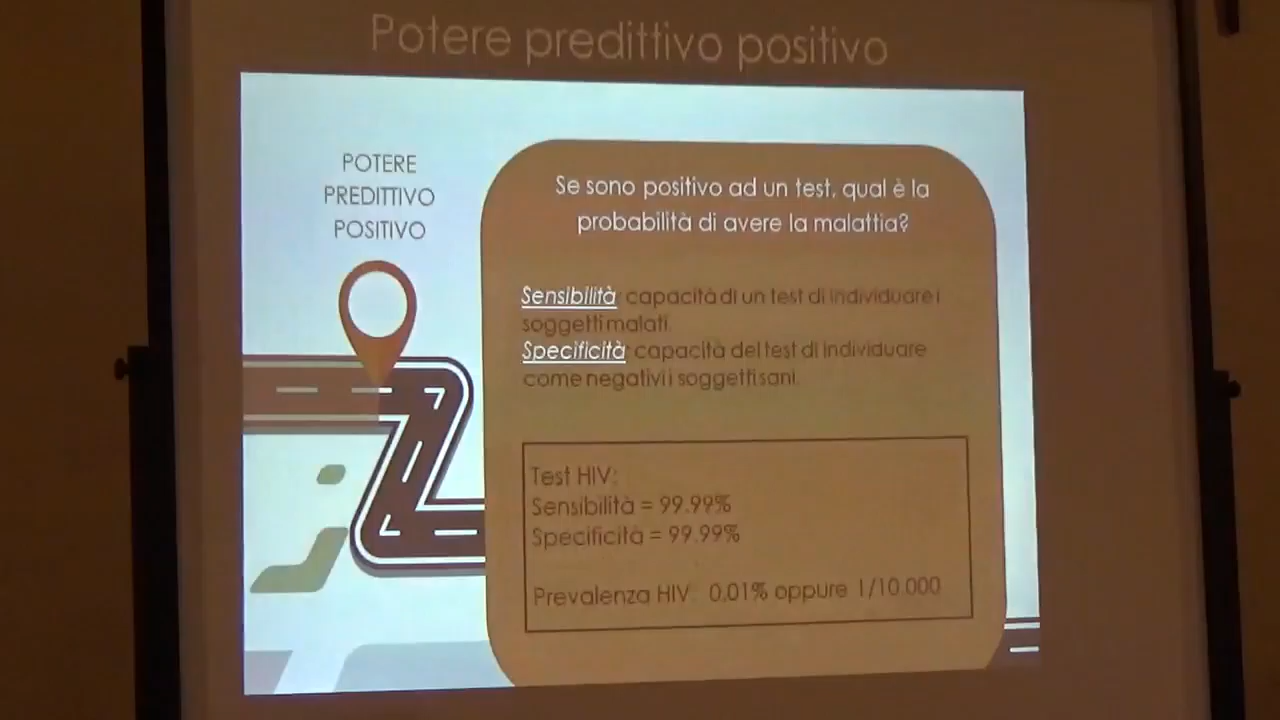 Potere predittivo positivo
POTERE
PREDITTIVO
POSITIVO
Se sono positivo ad un test, qual è la
probabilità di avere la malattia?
Sensibilità: capacità di un test di individuare i
soggetti malati.
Specificità: capacità del test di individuare
come negativi i soggetti sani.
Test HIV:
Sensibilità = 99.99%
Specificità = 99.99%
Prevalenza HIV: 0,01% oppure 1/10.000